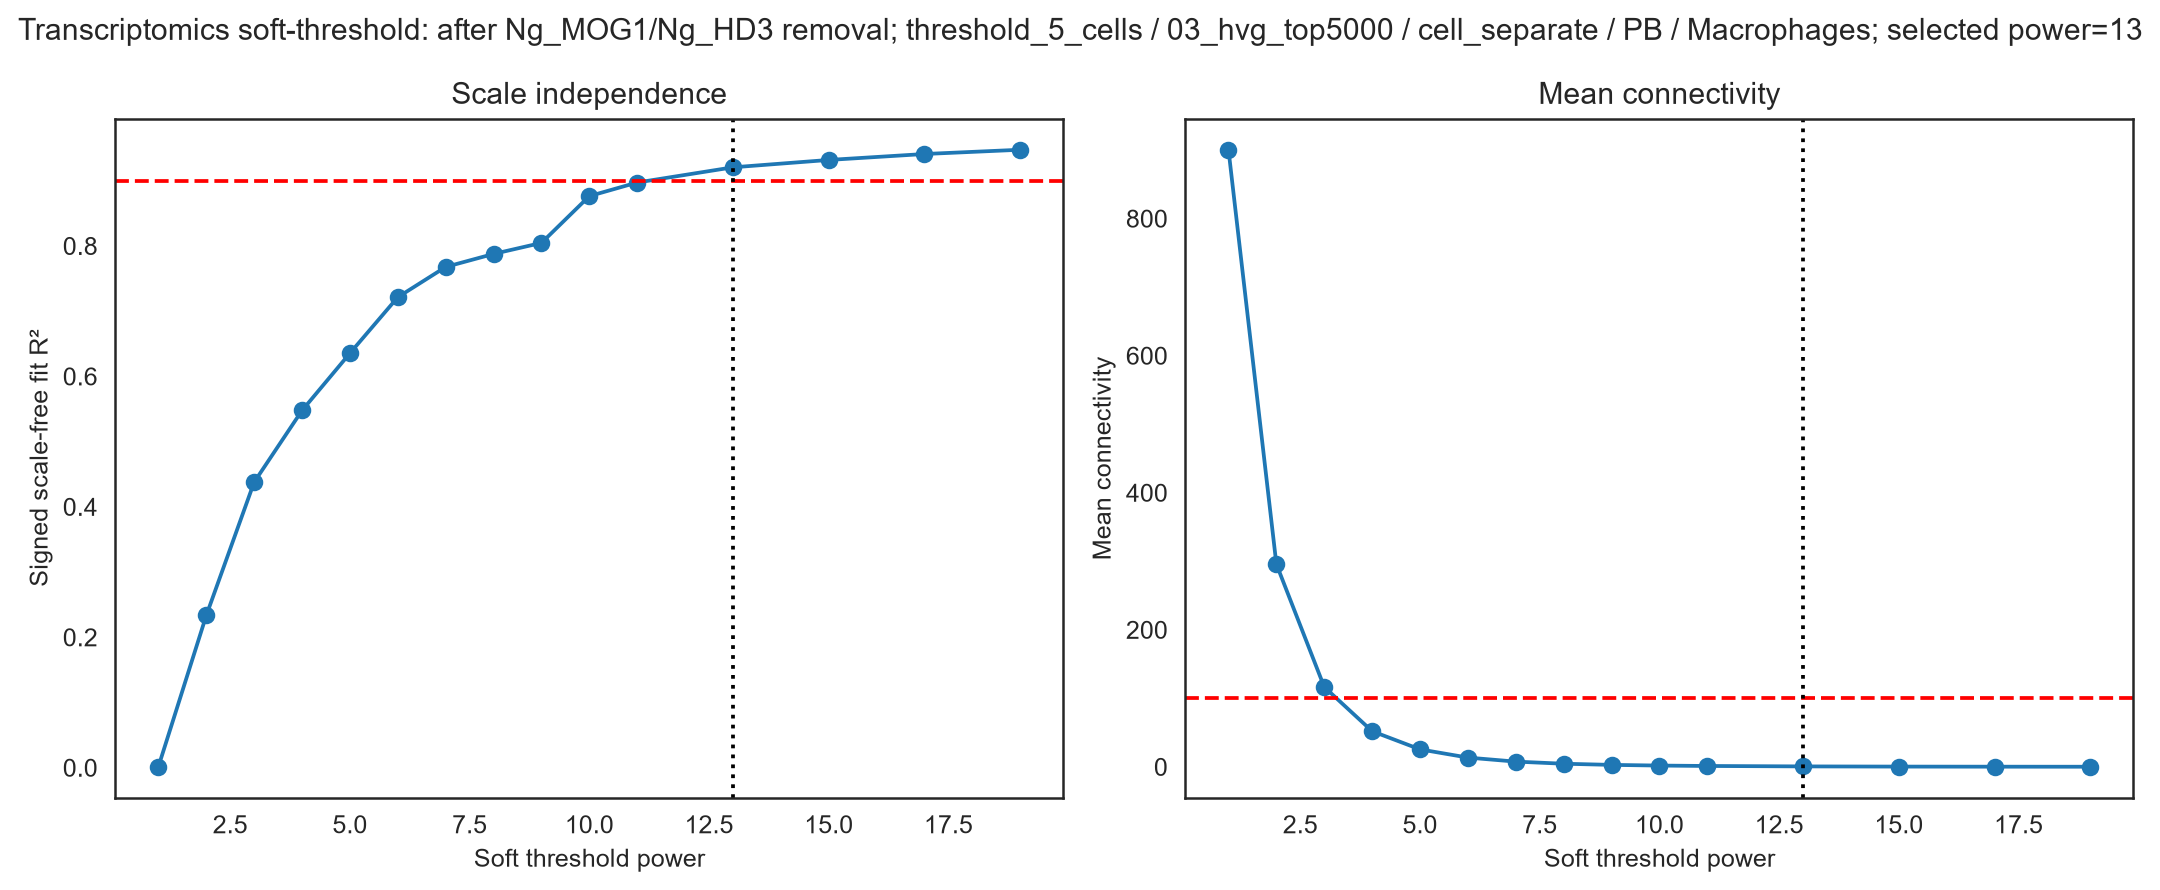 Transcriptomics soft-threshold: after Ng_MOG1/Ng_HD3 removal; threshold_5_cells / 03_hvg_top5000 / cell_separate / PB / Macrophages; selected power=13
Scale independence
Signed scale-free fit R²
0.8
0.6
0.4
0.2
0.0
2.5 5.0 7.5 10.0 12.5 15.0 17.5
Soft threshold power
Mean connectivity
Mean connectivity
800
600
400
200
0
2.5 5.0 7.5 10.0 12.5 15.0 17.5
Soft threshold power